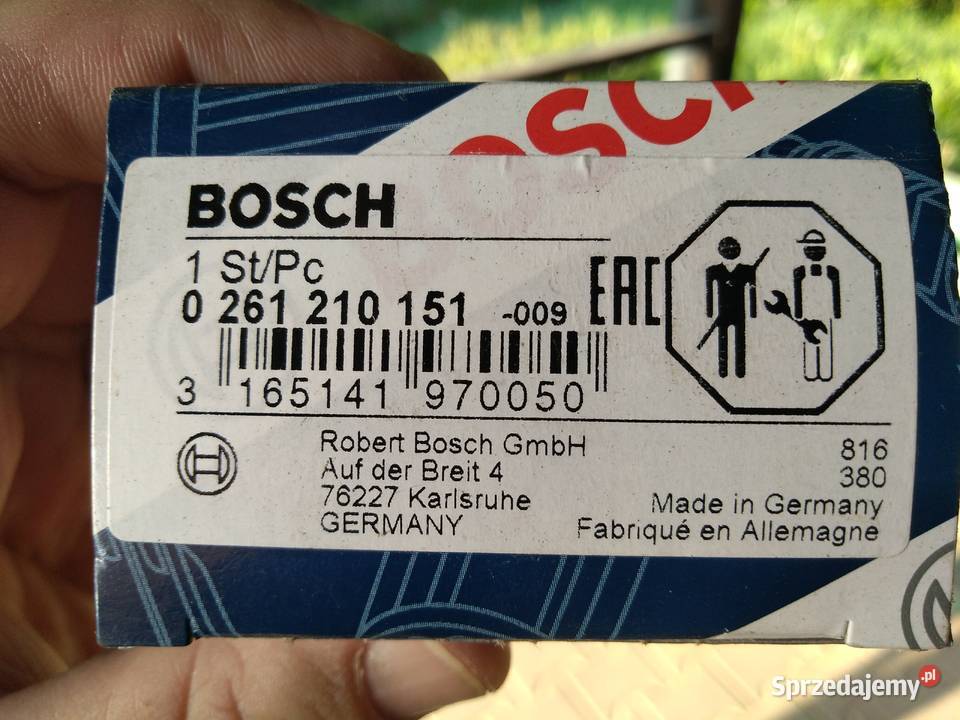 BOSCH
BOSCH
1 St/Pc
0 261 210 151 -009
EAC
3 165141 970050
Robert Bosch GmbH
Auf der Breit 4
76227 Karlsruhe
GERMANY
816
380
Made in Germany
Fabriqué en Allemagne
Sprzedajemy.pl